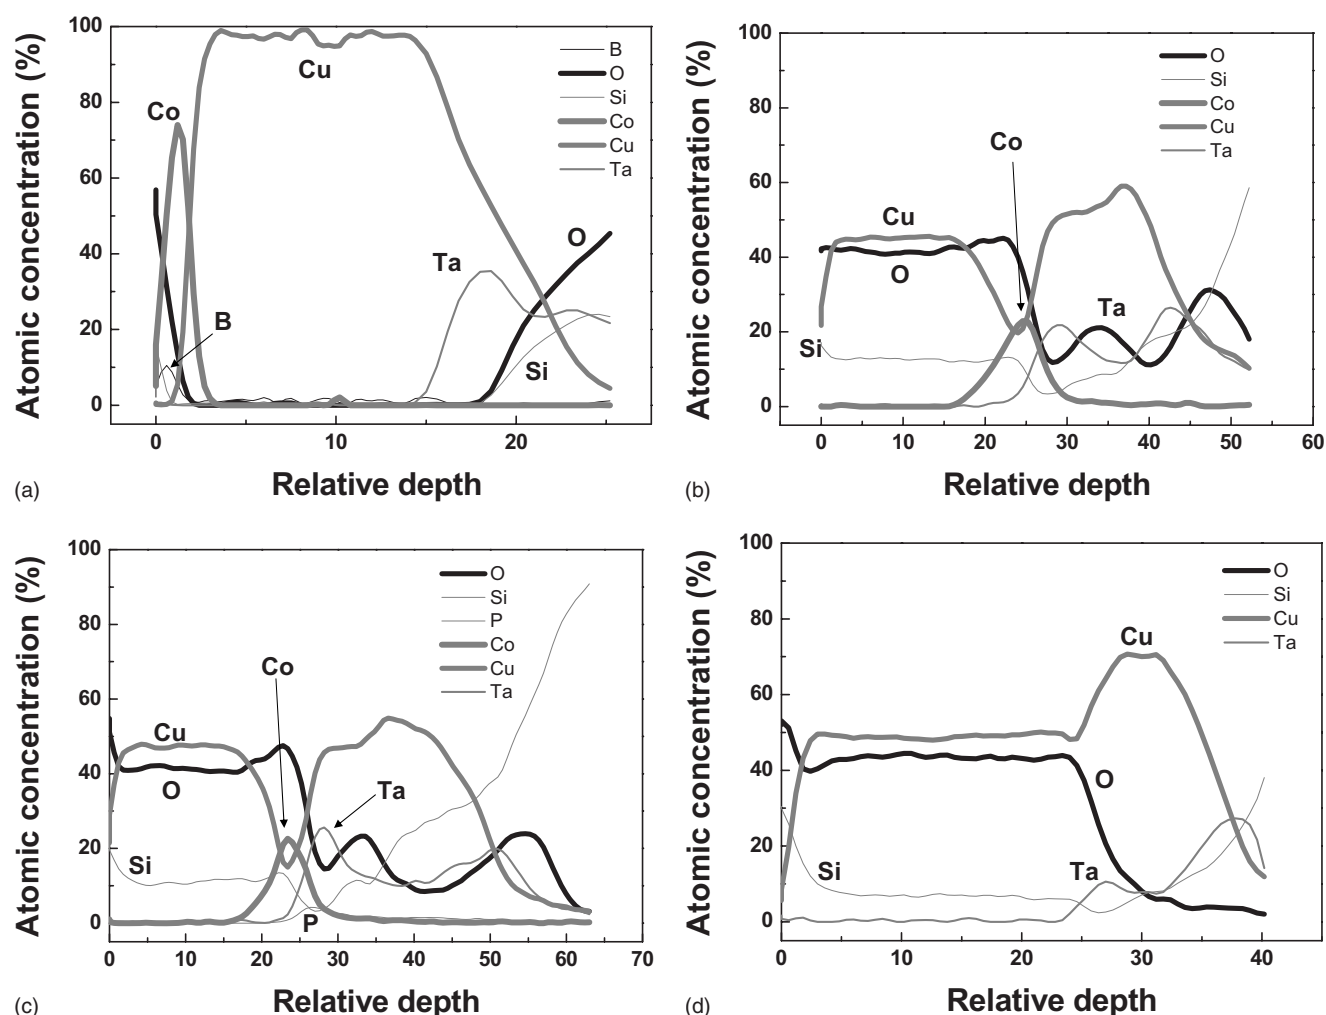 Atomic concentration (%)
100
80
60
40
20
0
Co
Cu
B
Ta
O
Si
B
O
Si
Co
Cu
Ta
0 10 20
Relative depth
(a)
Atomic concentration (%)
100
80
60
40
20
0
Cu
O
Si
Co
Ta
O
Si
Co
Cu
Ta
0 10 20 30 40 50 60
Relative depth
(b)
Atomic concentration (%)
100
80
60
40
20
0
Cu
O
Si
Co
Ta
P
O
Si
P
Co
Cu
Ta
0 10 20 30 40 50 60 70
Relative depth
(c)
Atomic concentration (%)
100
80
60
40
20
0
Si
Cu
O
Ta
O
Si
Cu
Ta
0 10 20 30 40
Relative depth
(d)